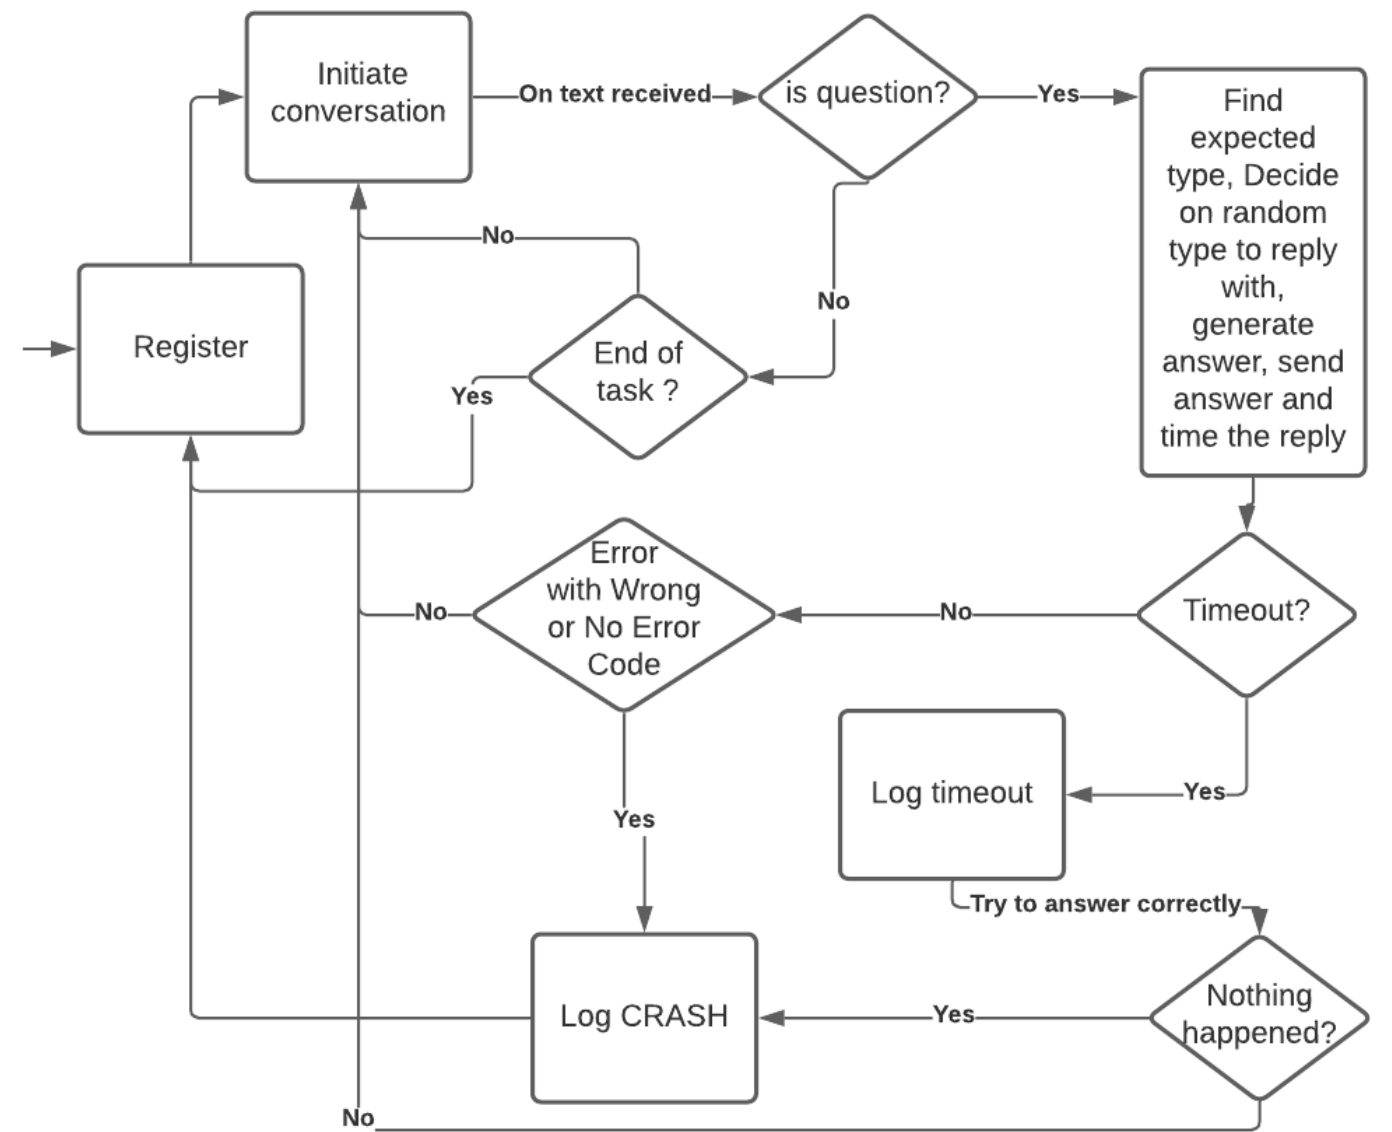 Initiate
conversation
On text received
is question?
Yes
Find
expected
type, Decide
on random
type to reply
with,
generate
answer, send
answer and
time the reply
No
No
Register
End of
task ?
Yes
Error
with Wrong
or No Error
Code
No
No
Timeout?
Yes
Log timeout
Yes
Try to answer correctly
Log CRASH
Yes
Nothing
happened?
No